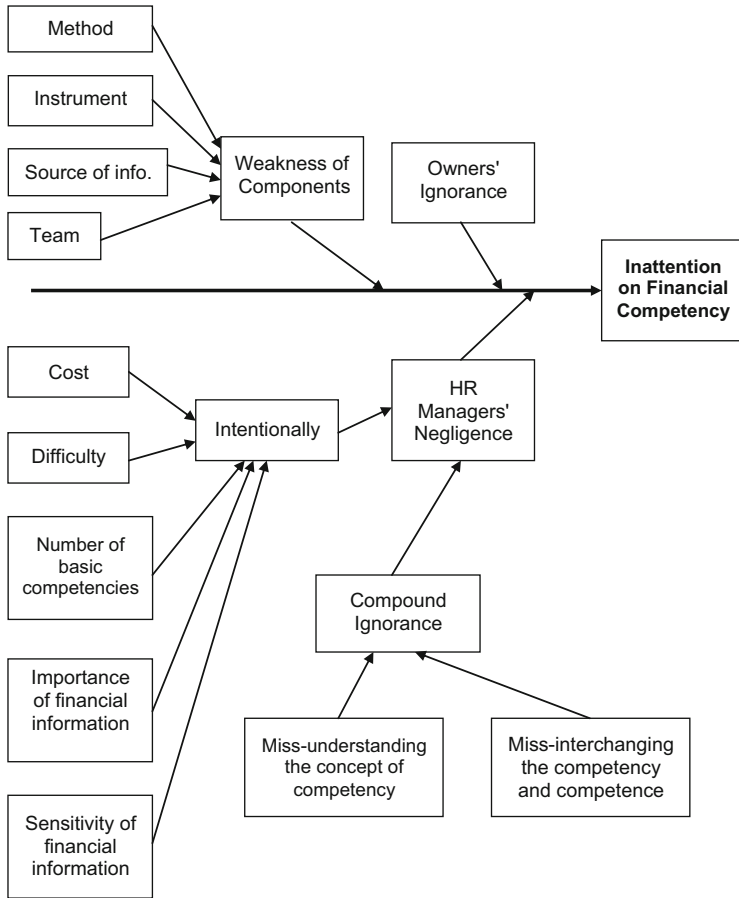 Method
Instrument
Source of info.
Team
Weakness of
Components
Owners'
Ignorance
Inattention
on Financial
Competency
Cost
Difficulty
Number of
basic
competencies
Importance
of financial
information
Sensitivity of
financial
information
Intentionally
HR
Managers'
Negligence
Compound
Ignorance
Miss-understanding
the concept of
competency
Miss-interchanging
the competency
and competence